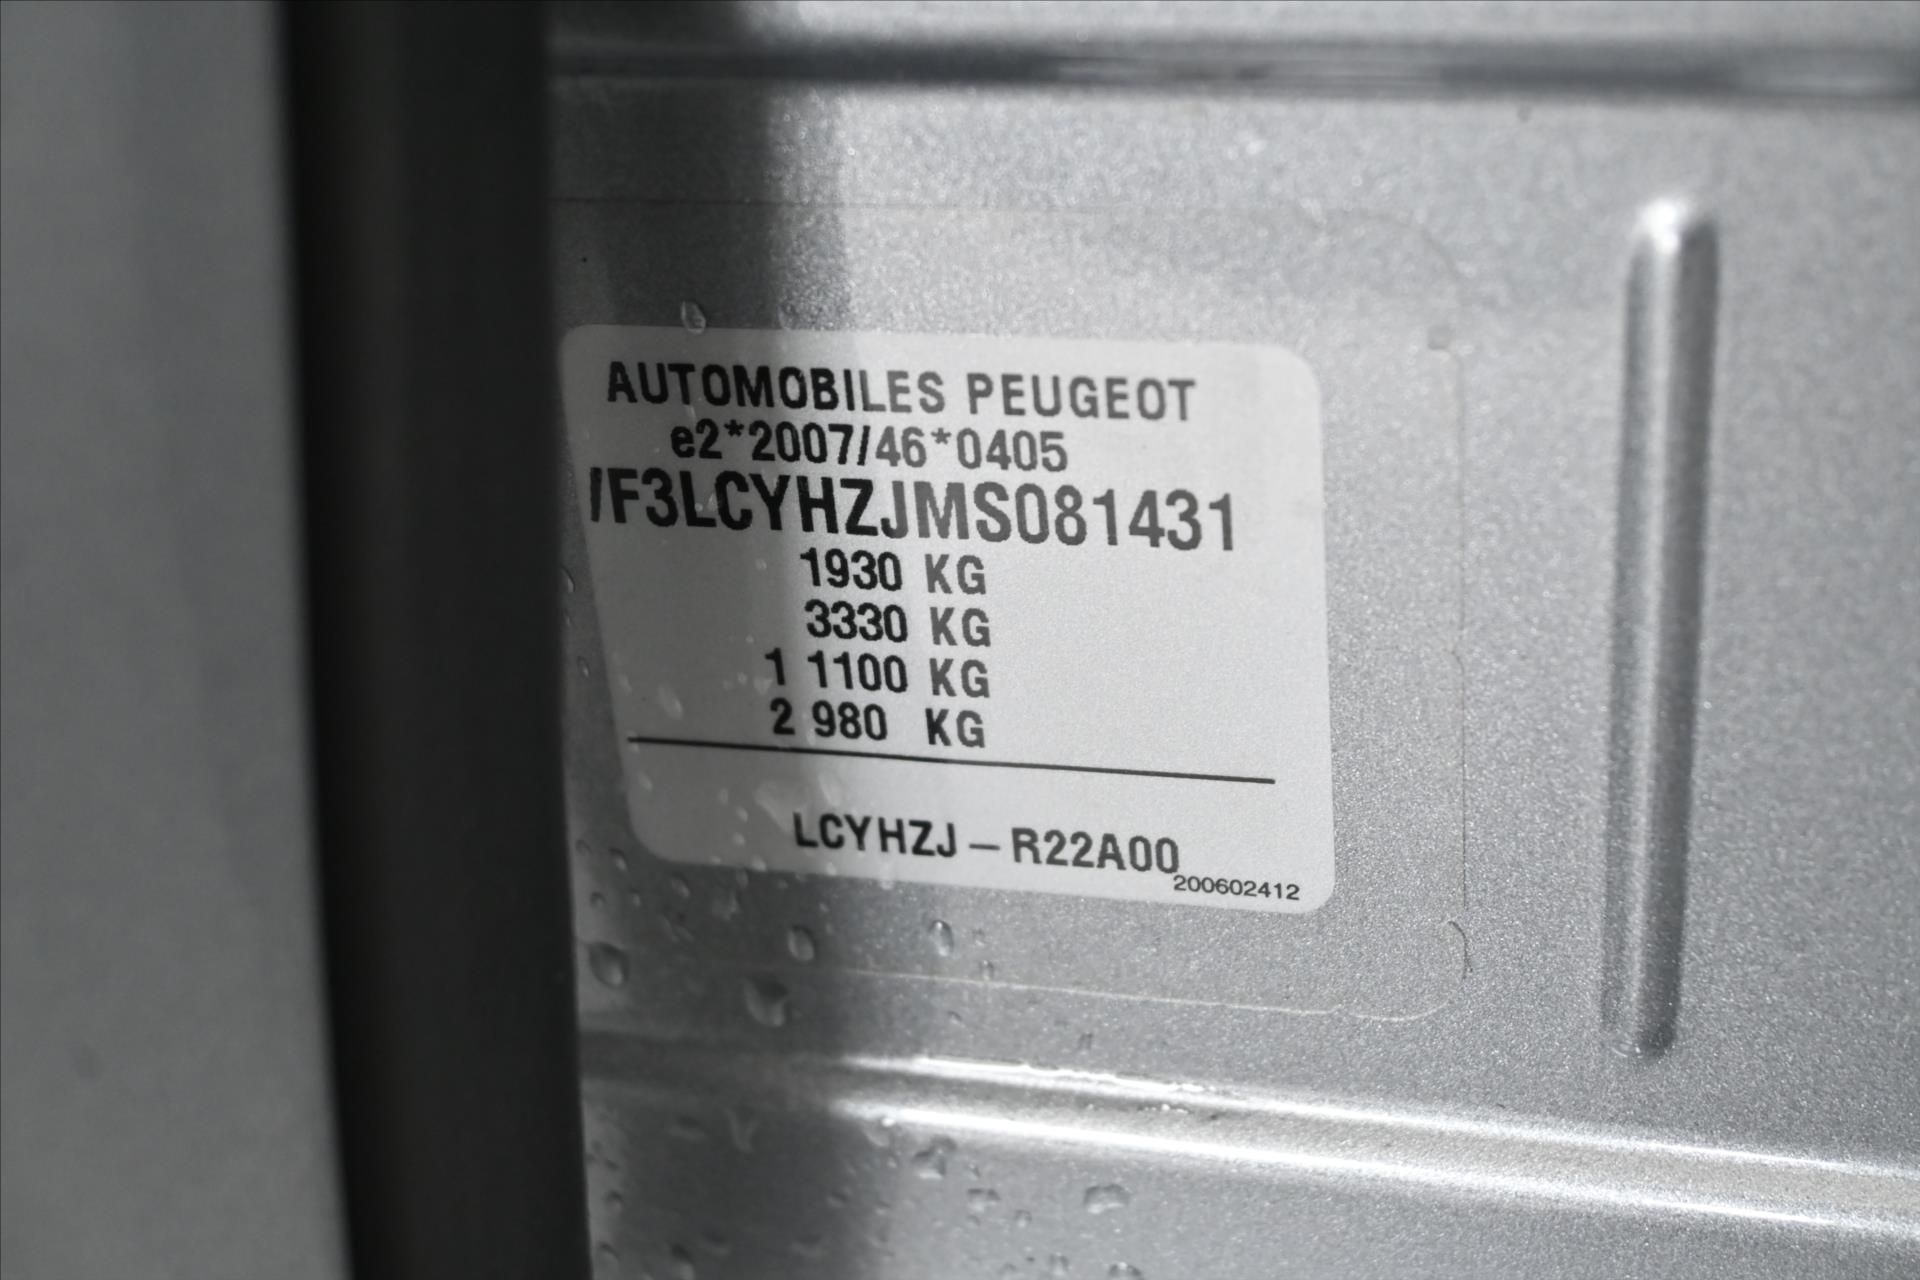 AUTOMOBILES PEUGEOT
e2*2007/46*0405
VF3LCYHZJMS081431
1930 KG
3330 KG
1 1100 KG
2 980 KG
LCYHZJ – R22A00
200602412